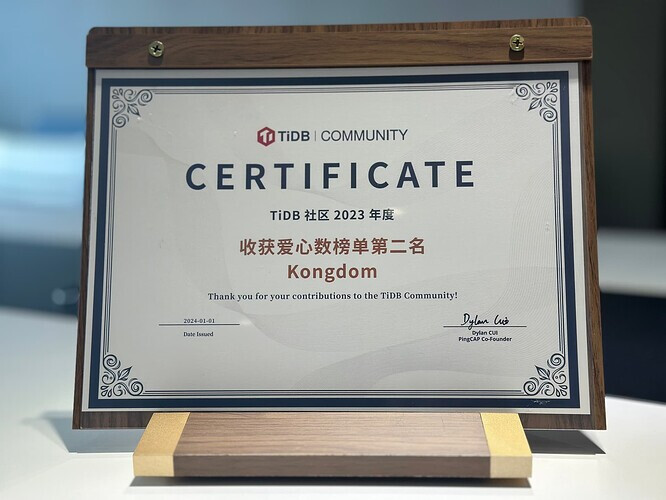 TiDB | COMMUNITY
CERTIFICATE
TiDB 社区 2023 年度
收获爱心数榜单第二名
Kongdom
Thank you for your contributions to the TiDB Community!
2024-01-01
Date Issued
Dylan Cui
Dylan CUI
PingCAP Co-Founder